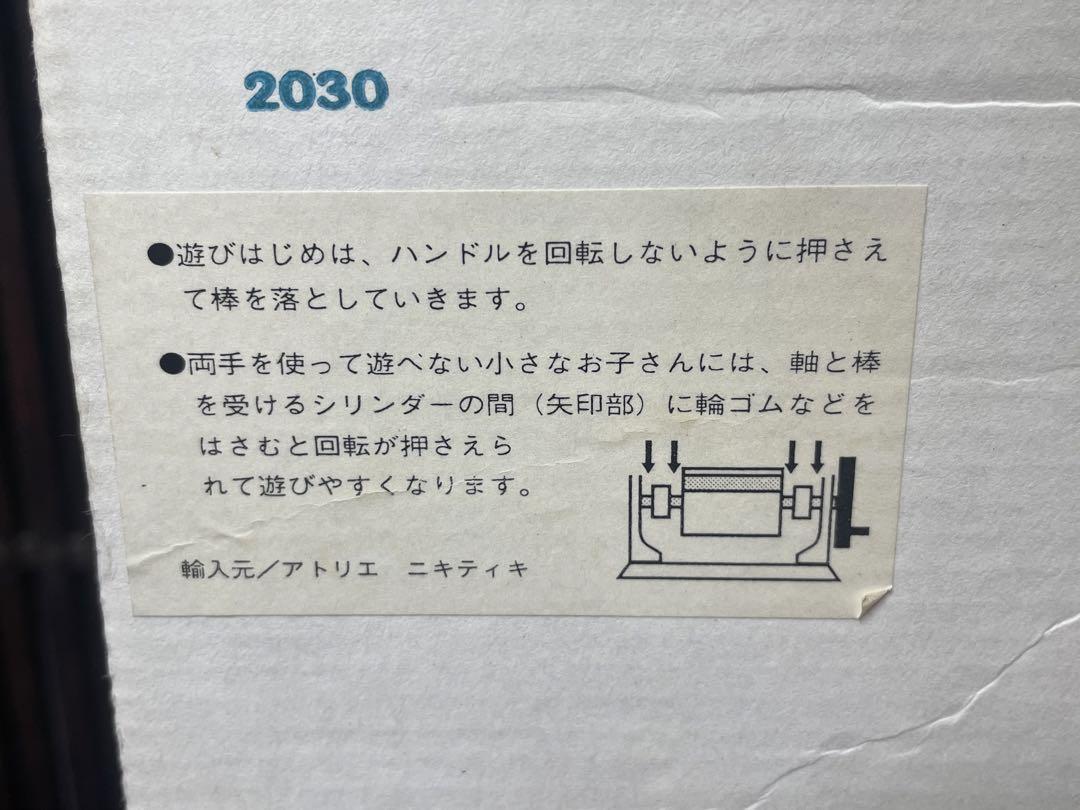 2030
●遊びはじめは、ハンドルを回転しないように押さえ
て棒を落としていきます。
●両手を使って遊べない小さなお子さんには、軸と棒
を受けるシリンダーの間（矢印部）に輪ゴムなどを
はさむと回転が押さえら
れて遊びやすくなります。
輸入元／アトリエ　ニキティキ